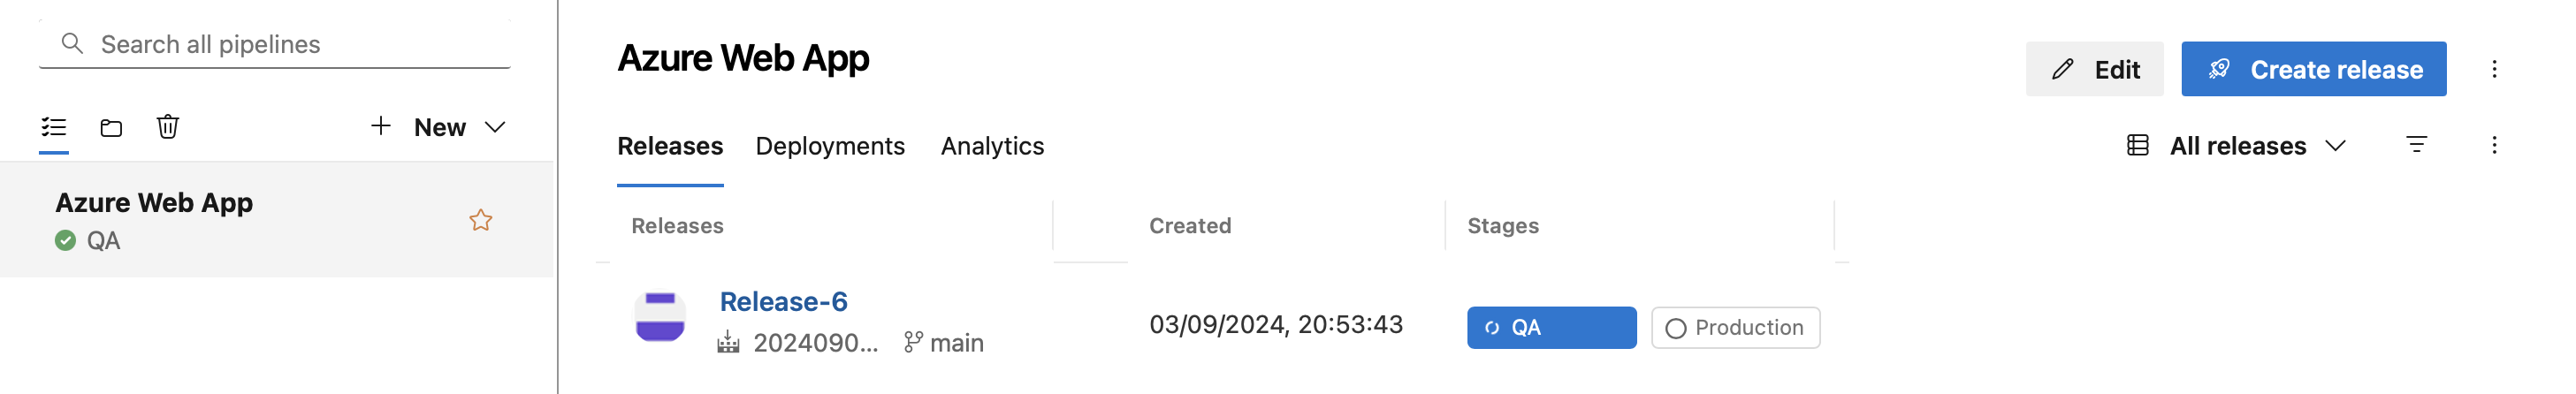 Search all pipelines
New
Azure Web App
QA
Azure Web App
Edit
Create release
Releases Deployments Analytics
All releases
Releases Created Stages
Release-6
2024090... main
03/09/2024, 20:53:43
QA Production